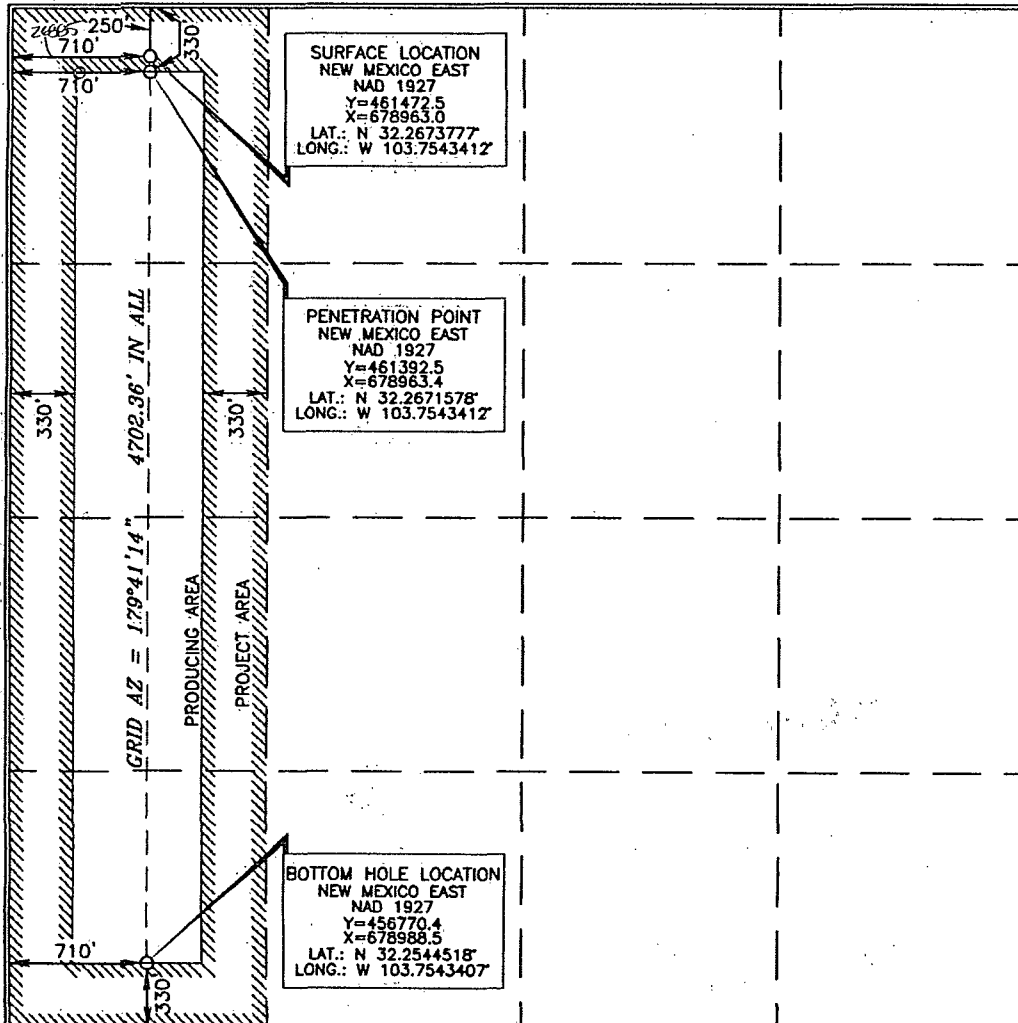 250'
330'
710'
710'
SURFACE LOCATION
NEW MEXICO EAST
NAD 1927
Y=461472.5
X=678963.0
LAT.: N 32.2673777°
LONG.: W 103.7543412°
PENETRATION POINT
NEW MEXICO EAST
NAD 1927
Y=461392.5
X=678963.4
LAT.: N 32.2671578°
LONG.: W 103.7543412°
330'
330'
GRID AZ = 179°41'14" 4702.36' IN ALL
PRODUCING AREA
PROJECT AREA
BOTTOM HOLE LOCATION
NEW MEXICO EAST
NAD 1927
Y=456770.4
X=678988.5
LAT.: N 32.2544518°
LONG.: W 103.7543407°
710'
330'